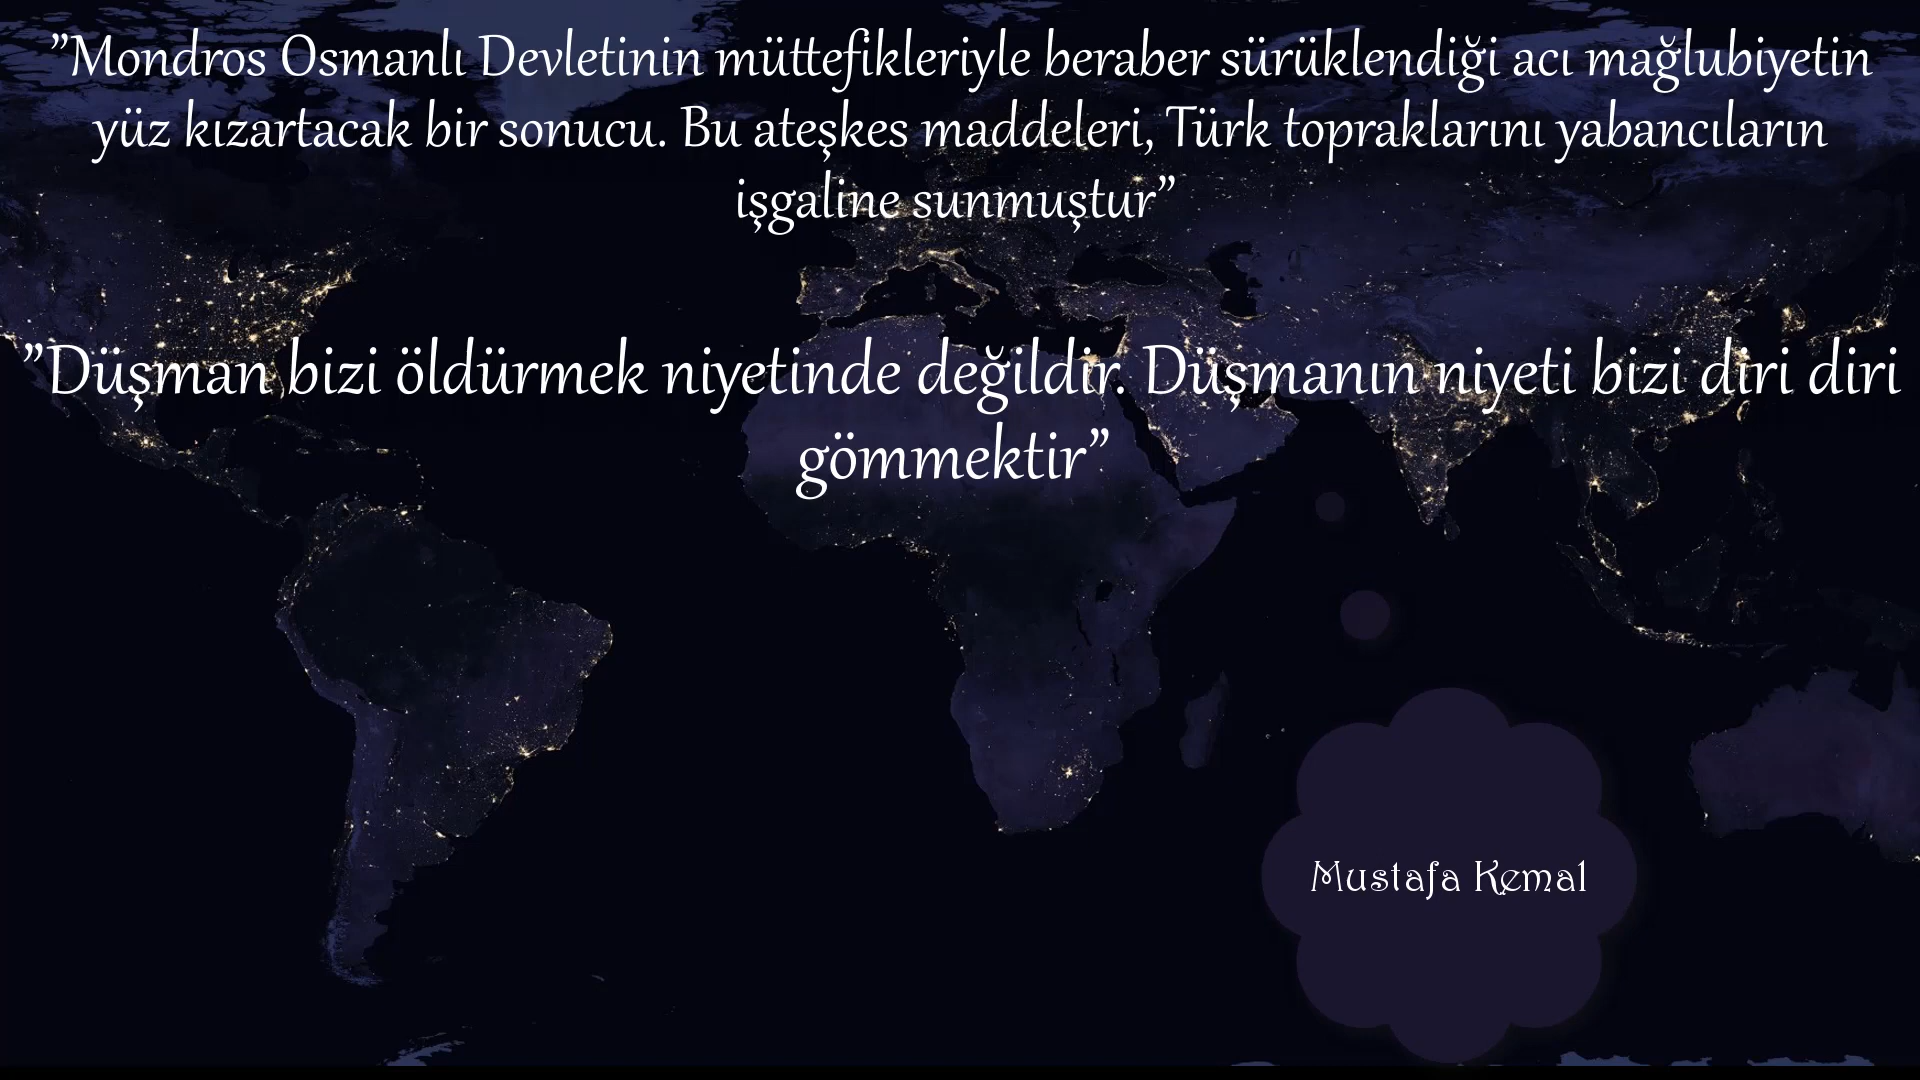 ”Mondros Osmanlı Devletinin müttefikleriyle beraber sürüklendiği acı mağlubiyetin
yüz kızartacak bir sonucu. Bu ateşkes maddeleri, Türk topraklarını yabancıların
işgaline sunmuştur”
”Düşman bizi öldürmek niyetinde değildir. Düşmanın niyeti bizi diri diri
gömmektir”
Mustafa Kemal